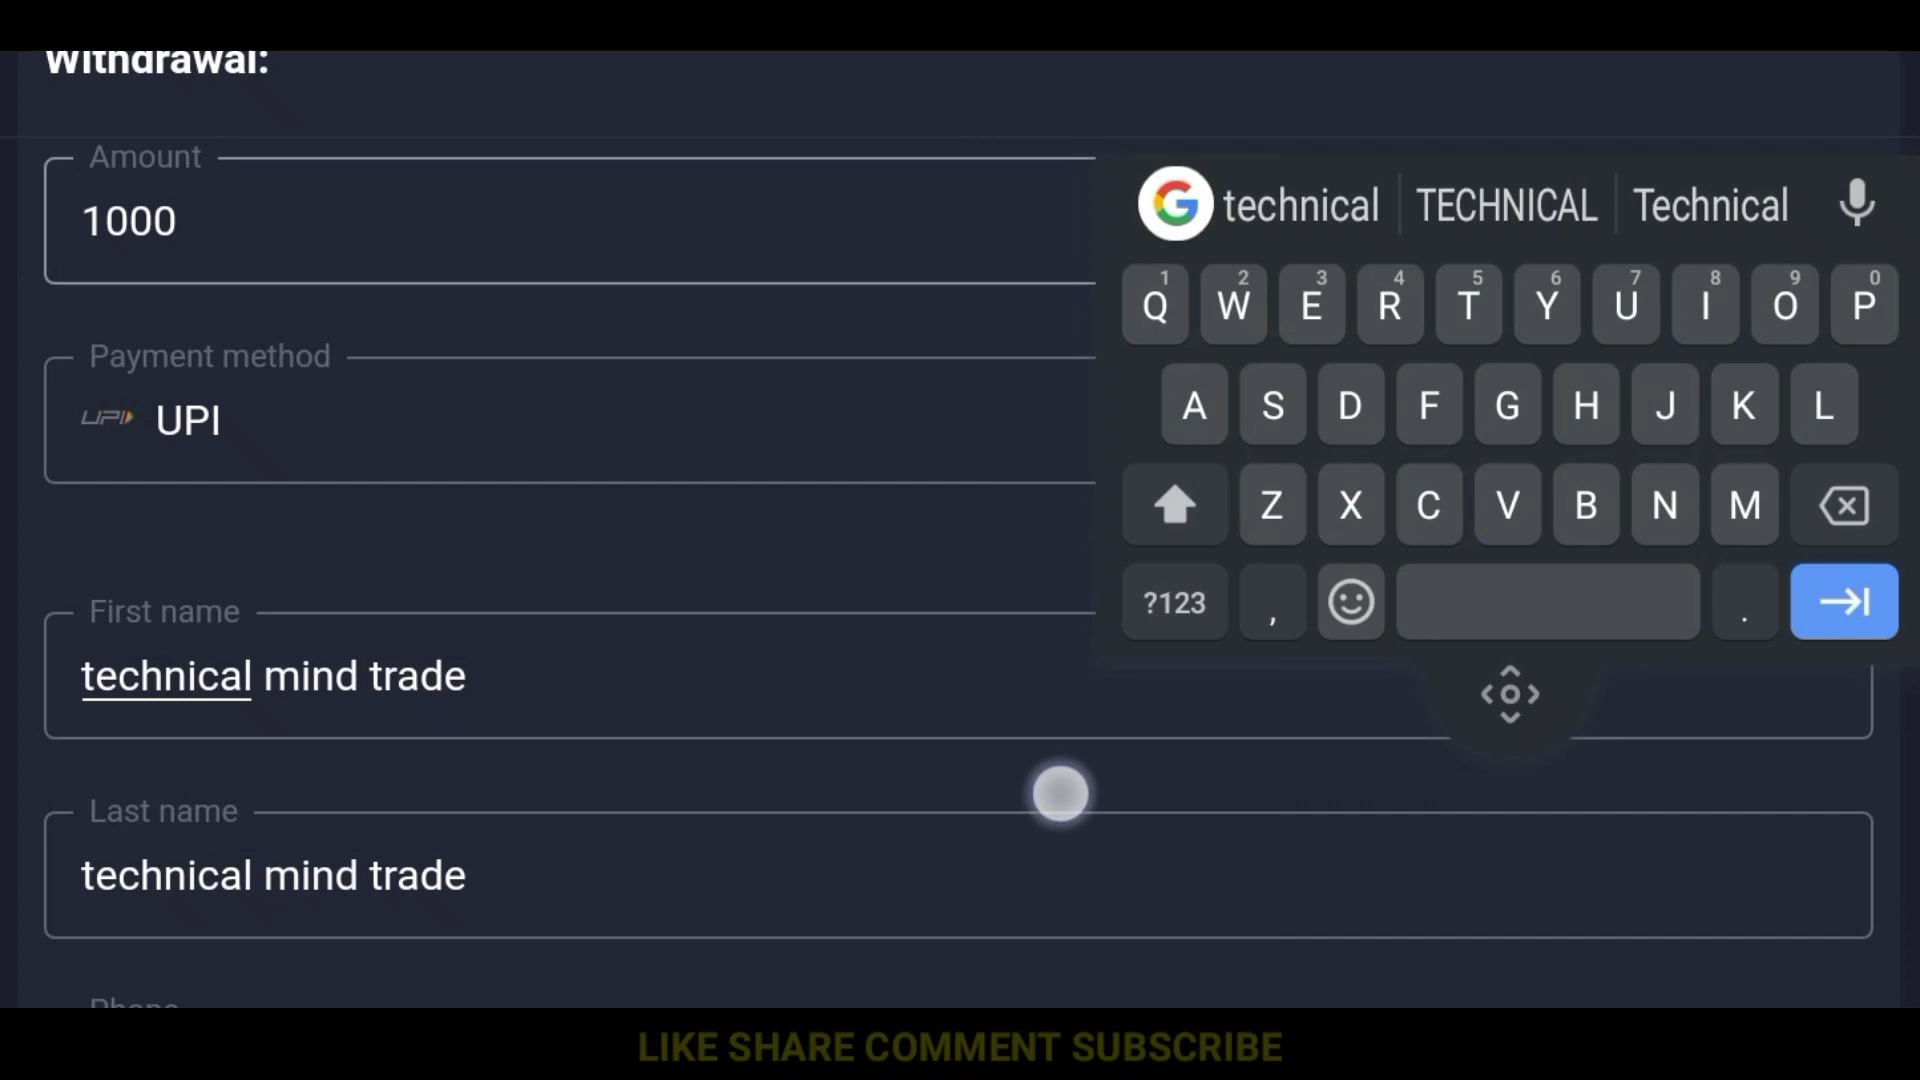 Withdrawal:
Amount
1000
Payment method
UPI UPI
First name
technical mind trade
Last name
technical mind trade
Phone
G technical TECHNICAL Technical
1 2 3 4 5 6 7 8 9 0
Q W E R T Y U I O P
A S D F G H J K L
Z X C V B N M
?123 , .
LIKE SHARE COMMENT SUBSCRIBE